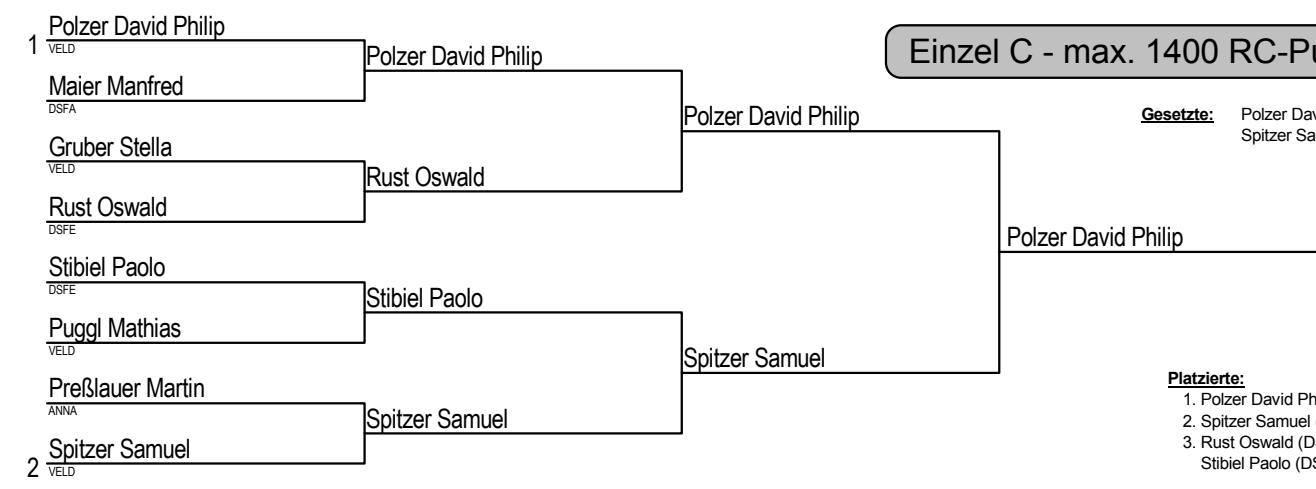 Einzel C - max. 1400 RC-Pu
Gesetzte: Polzer Dav
Spitzer Sa
1 Polzer David Philip
VELD
Maier Manfred
DSFA
Gruber Stella
VELD
Rust Oswald
DSFE
Stibiel Paolo
DSFE
Puggl Mathias
VELD
Preßlauer Martin
ANNA
2 Spitzer Samuel
VELD
Polzer David Philip
Rust Oswald
Stibiel Paolo
Spitzer Samuel
Polzer David Philip
Spitzer Samuel
Polzer David Philip
Platzierte:
1. Polzer David Ph
2. Spitzer Samuel
3. Rust Oswald (D
Stibiel Paolo (DS